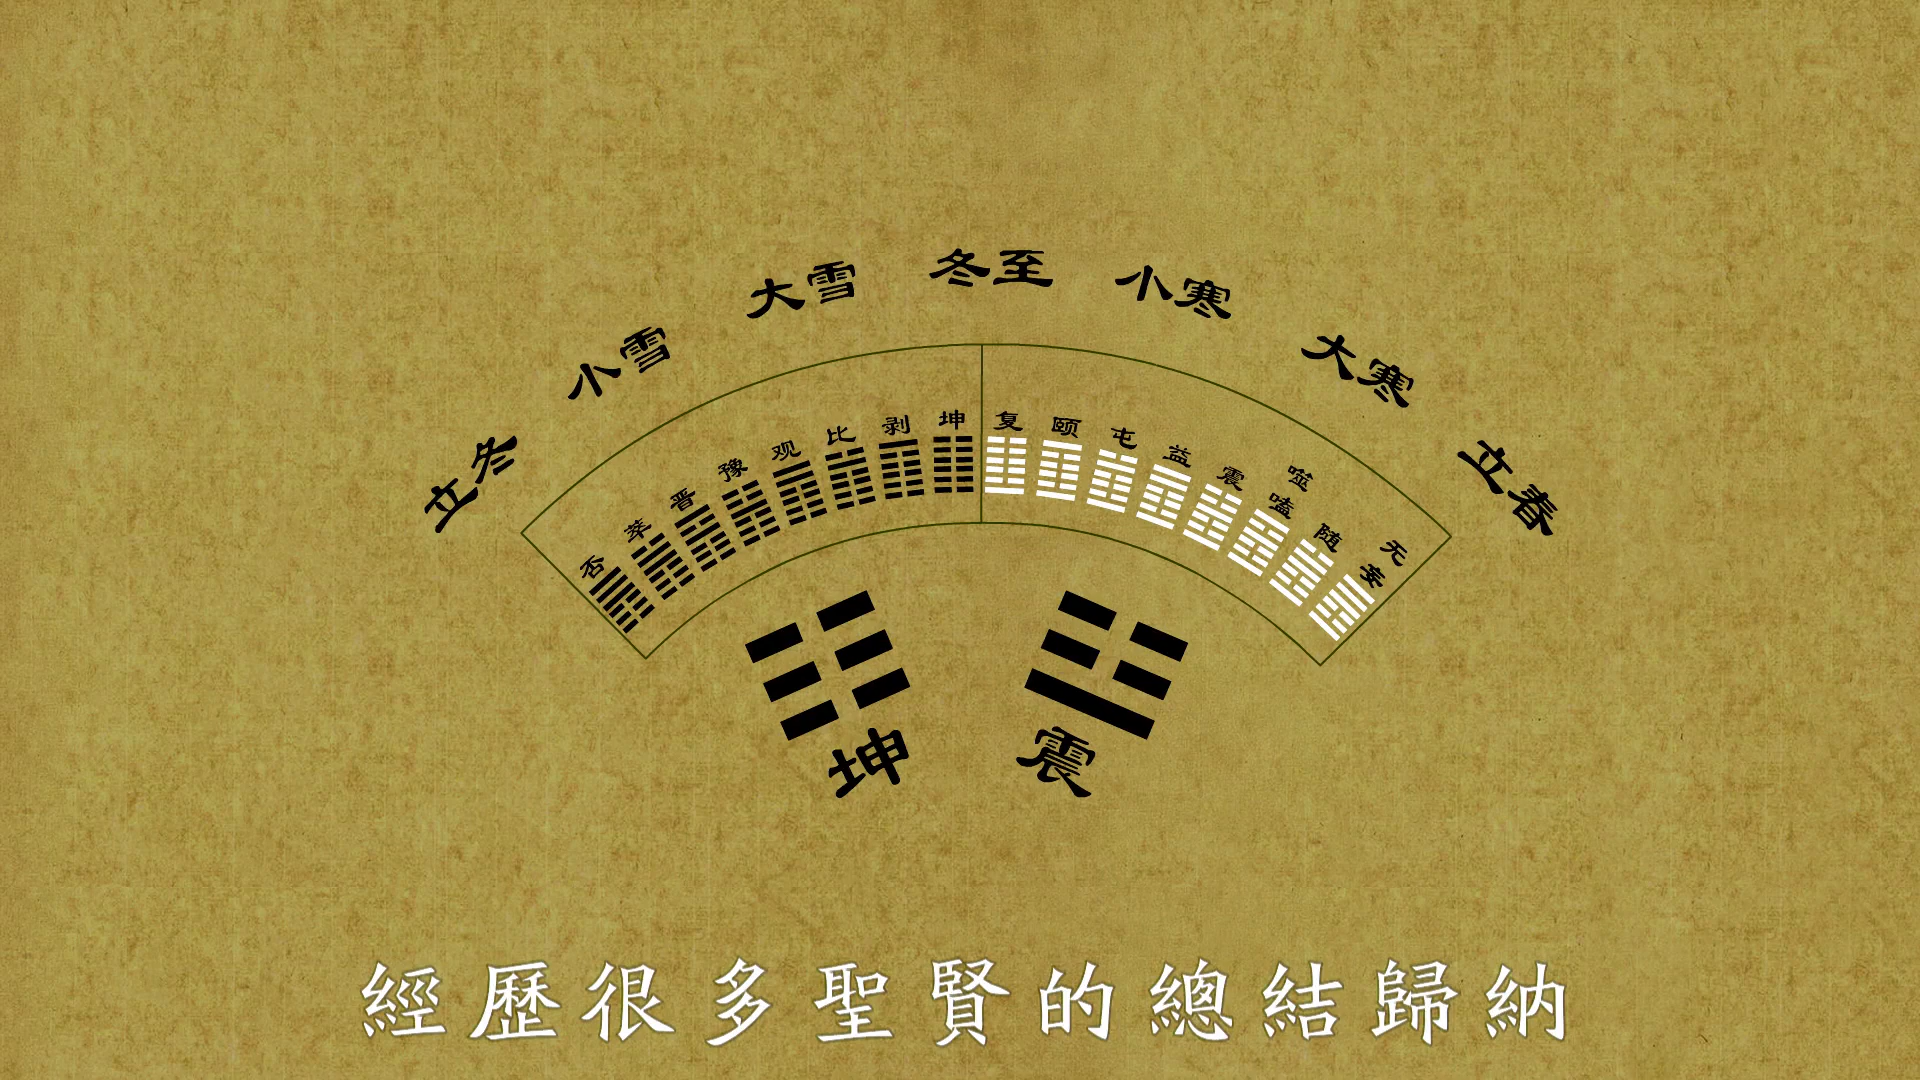 立冬 小雪 大雪 冬至 小寒 大寒 立春
否 萃 晋 豫 观 比 剥 坤 复 颐 屯 益 震 噬嗑 随 无妄
坤 震
經歷很多聖賢的總結歸納